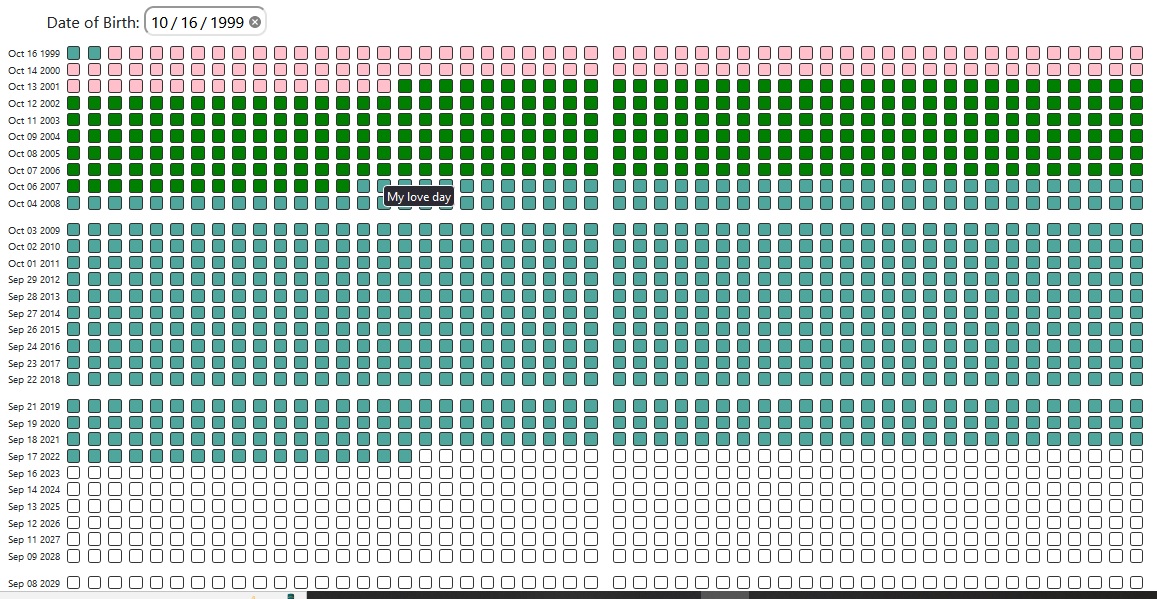 Date of Birth: 10 / 16 / 1999
Oct 16 1999
Oct 14 2000
Oct 13 2001
Oct 12 2002
Oct 11 2003
Oct 09 2004
Oct 08 2005
Oct 07 2006
Oct 06 2007
My love day
Oct 04 2008
Oct 03 2009
Oct 02 2010
Oct 01 2011
Sep 29 2012
Sep 28 2013
Sep 27 2014
Sep 26 2015
Sep 24 2016
Sep 23 2017
Sep 22 2018
Sep 21 2019
Sep 19 2020
Sep 18 2021
Sep 17 2022
Sep 16 2023
Sep 14 2024
Sep 13 2025
Sep 12 2026
Sep 11 2027
Sep 09 2028
Sep 08 2029